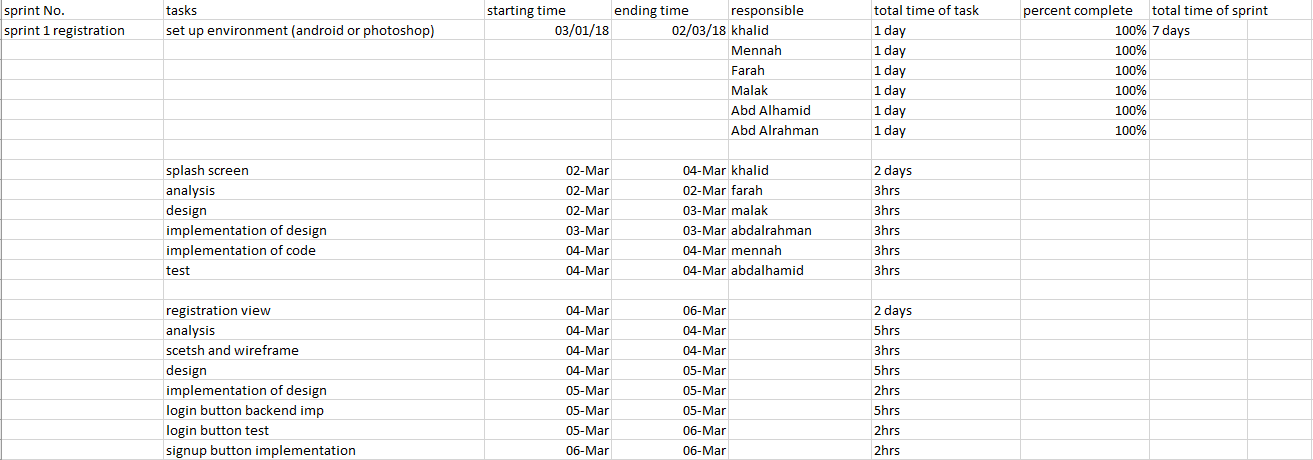 sprint No. tasks starting time ending time responsible total time of task percent complete total time of sprint
sprint 1 registration set up environment (android or photoshop) 03/01/18 02/03/18 khalid 1 day 100% 7 days
Mennah 1 day 100%
Farah 1 day 100%
Malak 1 day 100%
Abd Alhamid 1 day 100%
Abd Alrahman 1 day 100%
splash screen 02-Mar 04-Mar khalid 2 days
analysis 02-Mar 02-Mar farah 3hrs
design 02-Mar 03-Mar malak 3hrs
implementation of design 03-Mar 03-Mar abdalrahman 3hrs
implementation of code 04-Mar 04-Mar mennah 3hrs
test 04-Mar 04-Mar abdalhamid 3hrs
registration view 04-Mar 06-Mar 2 days
analysis 04-Mar 04-Mar 5hrs
scetsh and wireframe 04-Mar 04-Mar 3hrs
design 04-Mar 05-Mar 5hrs
implementation of design 05-Mar 05-Mar 2hrs
login button backend imp 05-Mar 05-Mar 5hrs
login button test 05-Mar 06-Mar 2hrs
signup button implementation 06-Mar 06-Mar 2hrs